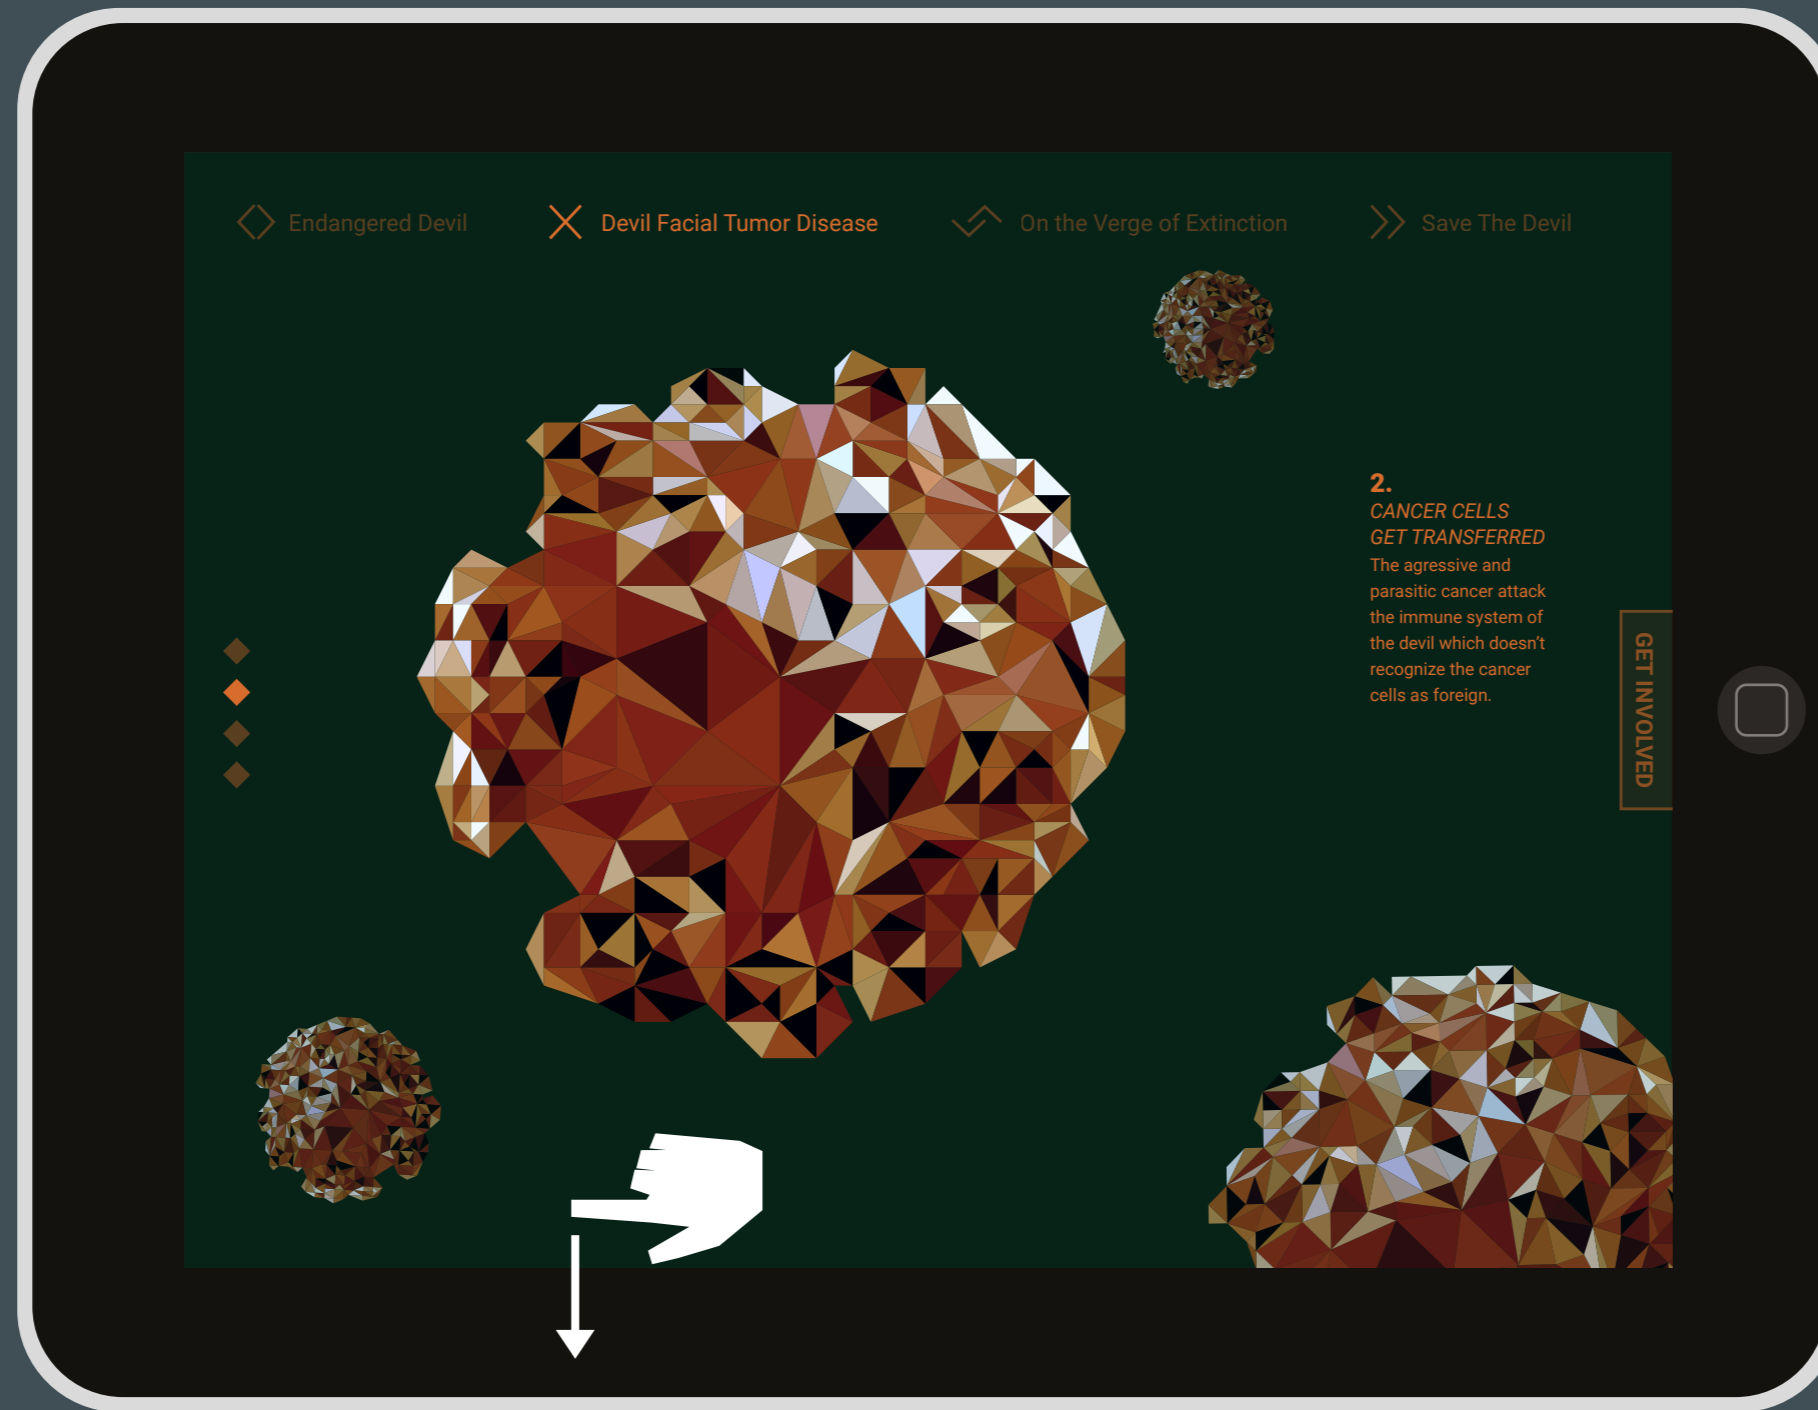 Endangered Devil
Devil Facial Tumor Disease
On the Verge of Extinction
Save The Devil
2.
CANCER CELLS
GET TRANSFERRED
The agressive and
parasitic cancer attack
the immune system of
the devil which doesn't
recognize the cancer
cells as foreign.
GET INVOLVED